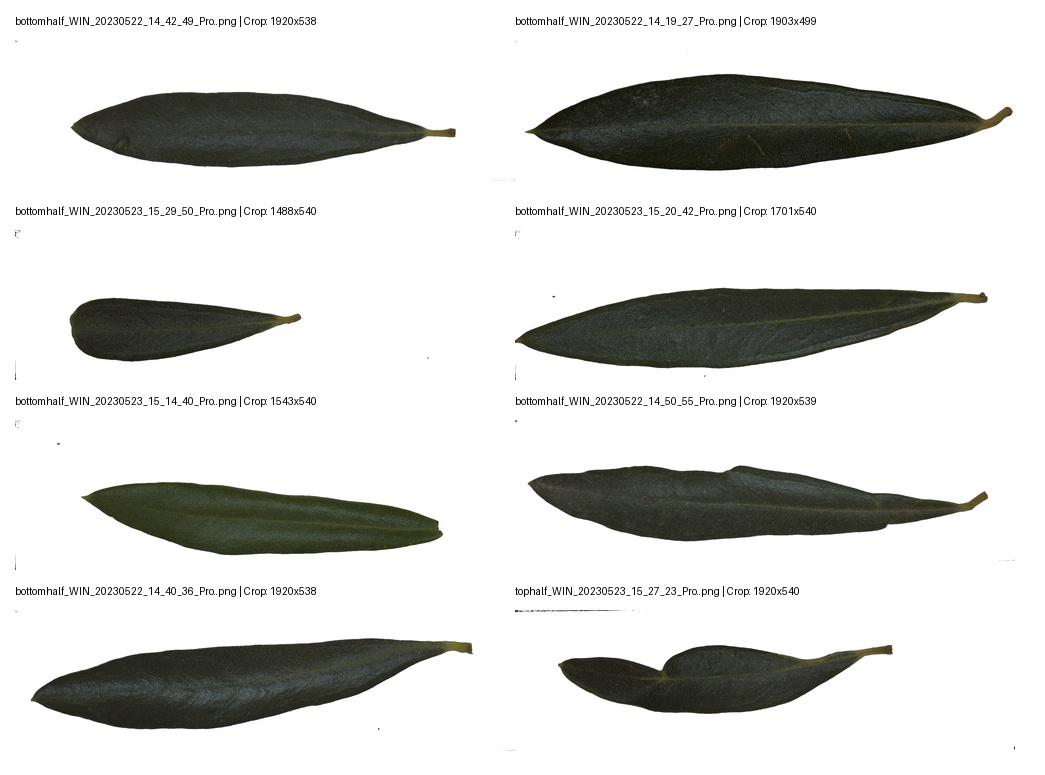 bottomhalf_WIN_20230522_14_42_49_Pro..png | Crop: 1920x538
bottomhalf_WIN_20230522_14_19_27_Pro..png | Crop: 1903x499
bottomhalf_WIN_20230523_15_29_50_Pro..png | Crop: 1488x540
bottomhalf_WIN_20230523_15_20_42_Pro..png | Crop: 1701x540
bottomhalf_WIN_20230523_15_14_40_Pro..png | Crop: 1543x540
bottomhalf_WIN_20230522_14_50_55_Pro..png | Crop: 1920x539
bottomhalf_WIN_20230522_14_40_36_Pro..png | Crop: 1920x538
tophalf_WIN_20230523_15_27_23_Pro..png | Crop: 1920x540